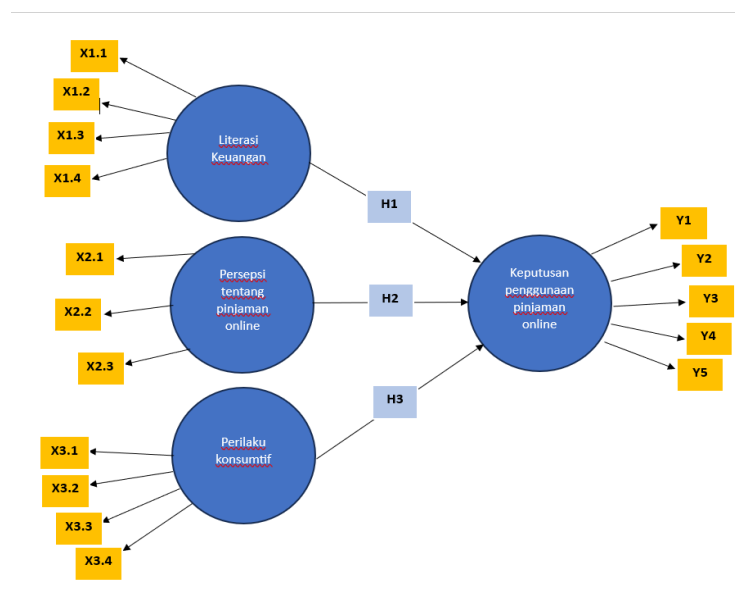 X1.1
X1.2
X1.3
X1.4
Literasi
Keuangan
H1
X2.1
X2.2
X2.3
Persepsi
tentang
pinjaman
online
H2
Keputusan
penggunaan
pinjaman
online
Y1
Y2
Y3
Y4
Y5
H3
X3.1
X3.2
X3.3
X3.4
Perilaku
konsumtif